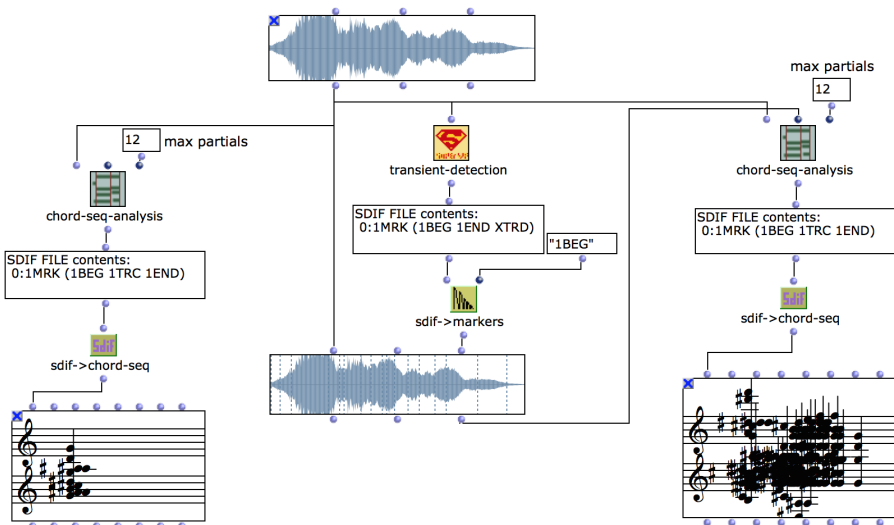 max partials
12
12
max partials
transient-detection
chord-seq-analysis
chord-seq-analysis
SDIF FILE contents:
0:1MRK (1BEG 1END XTRD)
SDIF FILE contents:
0:1MRK (1BEG 1TRC 1END)
"1BEG"
SDIF FILE contents:
0:1MRK (1BEG 1TRC 1END)
SdiF
sdif->markers
sdif->chord-seq
SdiF
sdif->chord-seq